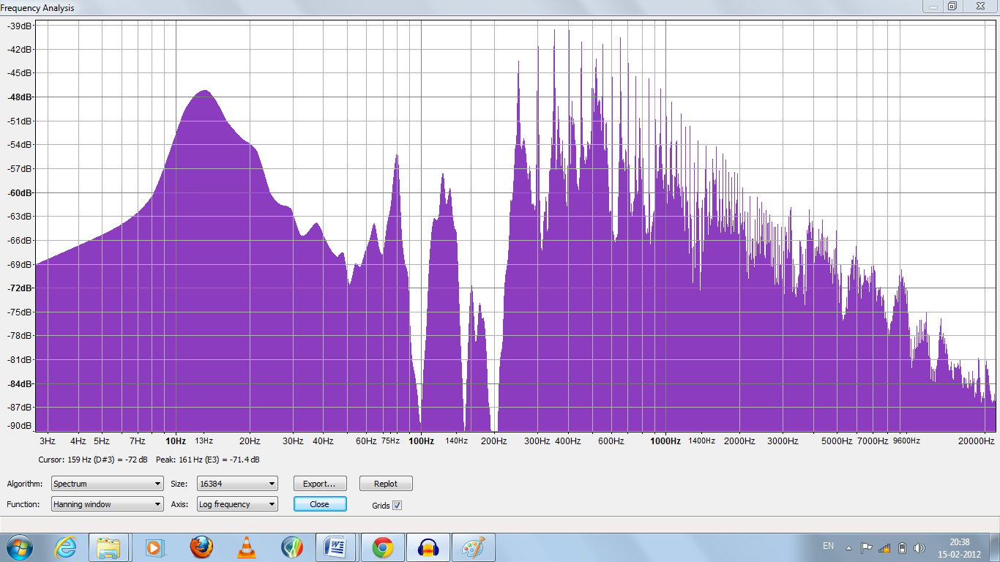 Frequency Analysis
-39dB
-42dB
-45dB
-48dB
-51dB
-54dB
-57dB
-60dB
-63dB
-66dB
-69dB
-72dB
-75dB
-78dB
-81dB
-84dB
-87dB
-90dB
3Hz 4Hz 5Hz 7Hz 10Hz 13Hz 20Hz 30Hz 40Hz 60Hz 75Hz 100Hz 140Hz 200Hz 300Hz 400Hz 600Hz 1000Hz 1400Hz 2000Hz 3000Hz 5000Hz 7000Hz 9600Hz 20000Hz
Cursor: 159 Hz (D#3) = -72 dB Peak: 161 Hz (E3) = -71.4 dB
Algorithm: Spectrum Size: 16384 Export... Replot
Function: Hanning window Axis: Log frequency Close Grids
EN 20:38
15-02-2012